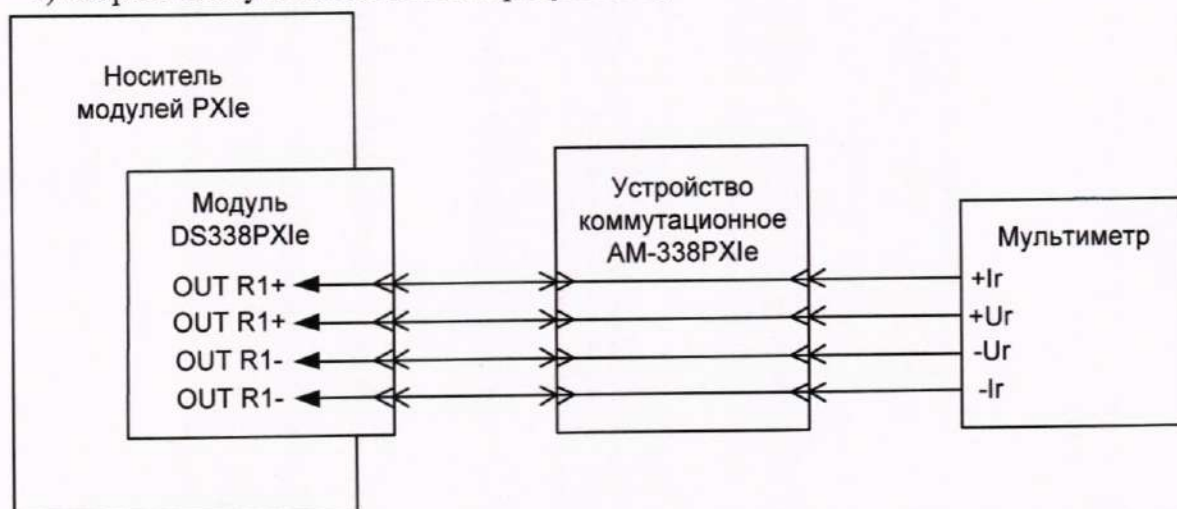 Носитель
модулей PXIe
Модуль
DS338PXIe
OUT R1+
OUT R1+
OUT R1-
OUT R1-
Устройство
коммутационное
AM-338PXIe
Мультиметр
+Ir
+Ur
-Ur
-Ir